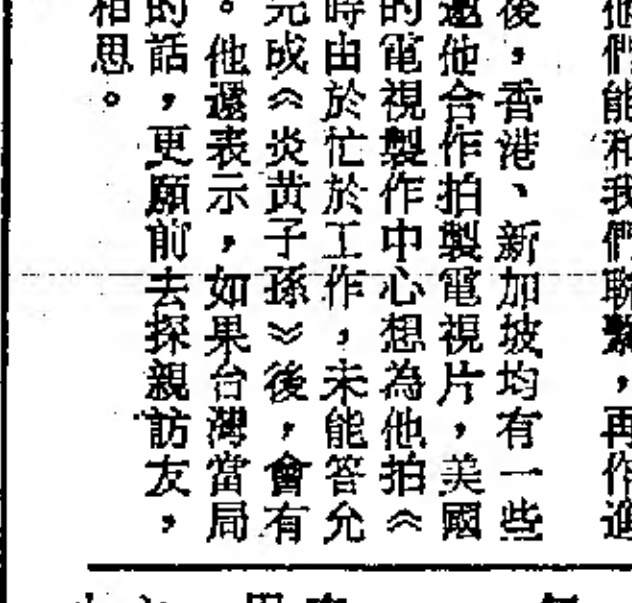 他們能和我們聯繫，再作進
後，香港、新加坡均有一些
邀他合作拍製電視片，美國
的電視製作中心想為他拍《
時由於忙於工作，未能答允
完成《炎黃子孫》後，會有
。他還表示，如果台灣當局
的話，更願前去探親訪友，
相思。